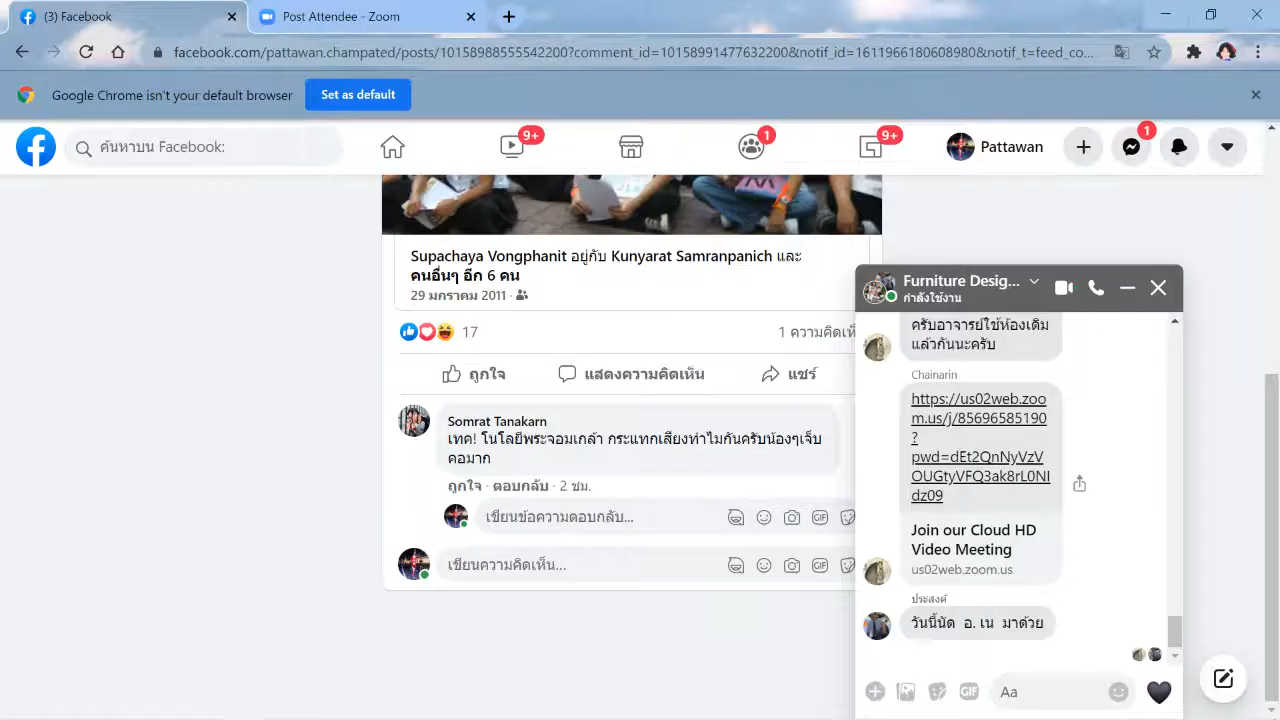 (3) Facebook
Post Attendee - Zoom
facebook.com/pattawan.champated/posts/10158988555542200?comment_id=10158991477632200&notif_id=1611966180608980&notif_t=feed_co...
Google Chrome isn't your default browser
Set as default
ค้นหาบน Facebook:
9+
1
9+
Pattawan
1
Supachaya Vongphanit อยู่กับ Kunyarat Samranpanich และ
คนอื่นๆ อีก 6 คน
29 มกราคม 2011 ·
17
1 ความคิดเห็
ถูกใจ
แสดงความคิดเห็น
แชร์
Somrat Tanakarn
เทค! โนโลยีพระจอมเกล้า กระแทกเสียงทำไมกันครับน้องๆเจ็บ
คอมาก
ถูกใจ · ตอบกลับ · 2 ชม.
เขียนข้อความตอบกลับ...
GIF
เขียนความคิดเห็น...
GIF
Furniture Desig...
กำลังใช้งาน
ครับอาจารย์ใช้ห้องเดิม
แล้วกันนะครับ
Chainarin
https://us02web.zoo
m.us/j/85696585190
?
pwd=dEt2QnNyVzV
OUGtyVFQ3ak8rL0NI
dz09
Join our Cloud HD
Video Meeting
us02web.zoom.us
ประสงค์
วันนี้นัด อ. เน มาด้วย
GIF
Aa